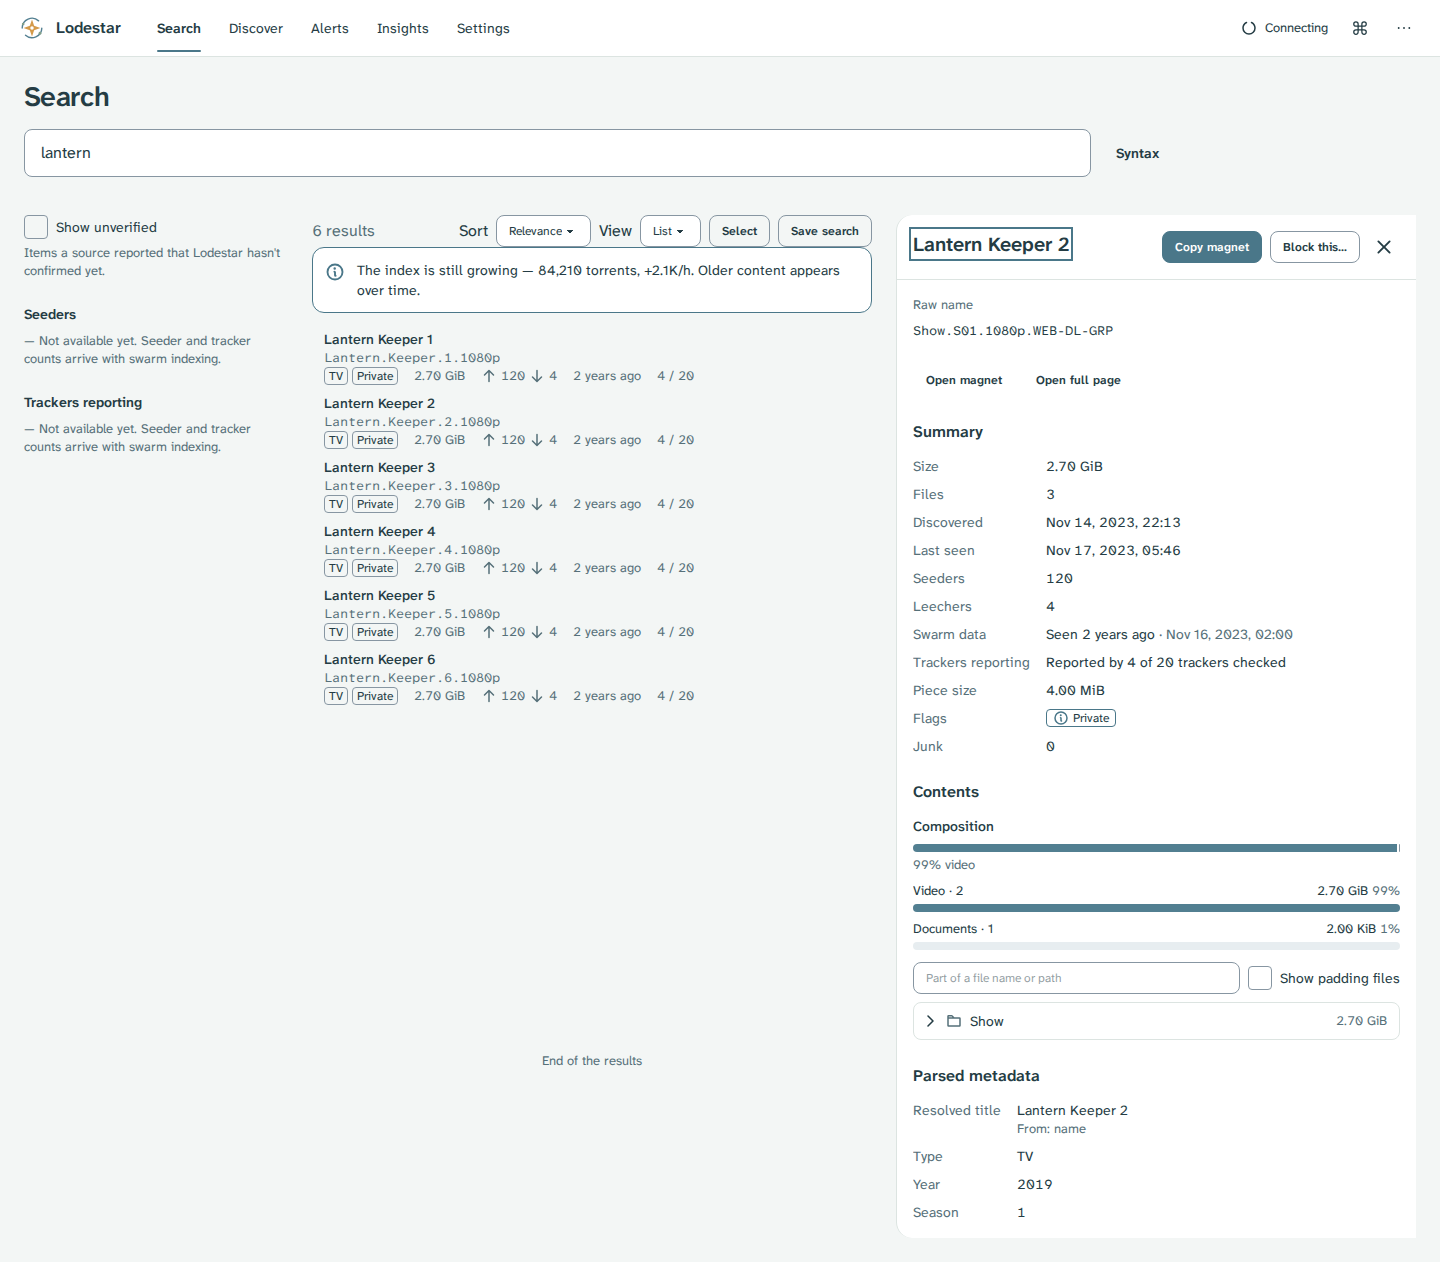 Lodestar
Search
Discover
Alerts
Insights
Settings
Connecting
Search
lantern
Syntax
Show unverified
Items a source reported that Lodestar hasn't
confirmed yet.
Seeders
— Not available yet. Seeder and tracker
counts arrive with swarm indexing.
Trackers reporting
— Not available yet. Seeder and tracker
counts arrive with swarm indexing.
6 results
Sort
Relevance
View
List
Select
Save search
The index is still growing — 84,210 torrents, +2.1K/h. Older content appears
over time.
Lantern Keeper 1
Lantern.Keeper.1.1080p
TV Private 2.70 GiB ↑ 120 ↓ 4 2 years ago 4 / 20
Lantern Keeper 2
Lantern.Keeper.2.1080p
TV Private 2.70 GiB ↑ 120 ↓ 4 2 years ago 4 / 20
Lantern Keeper 3
Lantern.Keeper.3.1080p
TV Private 2.70 GiB ↑ 120 ↓ 4 2 years ago 4 / 20
Lantern Keeper 4
Lantern.Keeper.4.1080p
TV Private 2.70 GiB ↑ 120 ↓ 4 2 years ago 4 / 20
Lantern Keeper 5
Lantern.Keeper.5.1080p
TV Private 2.70 GiB ↑ 120 ↓ 4 2 years ago 4 / 20
Lantern Keeper 6
Lantern.Keeper.6.1080p
TV Private 2.70 GiB ↑ 120 ↓ 4 2 years ago 4 / 20
End of the results
Lantern Keeper 2
Copy magnet
Block this...
Raw name
Show.S01.1080p.WEB-DL-GRP
Open magnet
Open full page
Summary
Size 2.70 GiB
Files 3
Discovered Nov 14, 2023, 22:13
Last seen Nov 17, 2023, 05:46
Seeders 120
Leechers 4
Swarm data Seen 2 years ago · Nov 16, 2023, 02:00
Trackers reporting Reported by 4 of 20 trackers checked
Piece size 4.00 MiB
Flags Private
Junk 0
Contents
Composition
99% video
Video · 2 2.70 GiB 99%
Documents · 1 2.00 KiB 1%
Part of a file name or path
Show padding files
Show 2.70 GiB
Parsed metadata
Resolved title Lantern Keeper 2
From: name
Type TV
Year 2019
Season 1